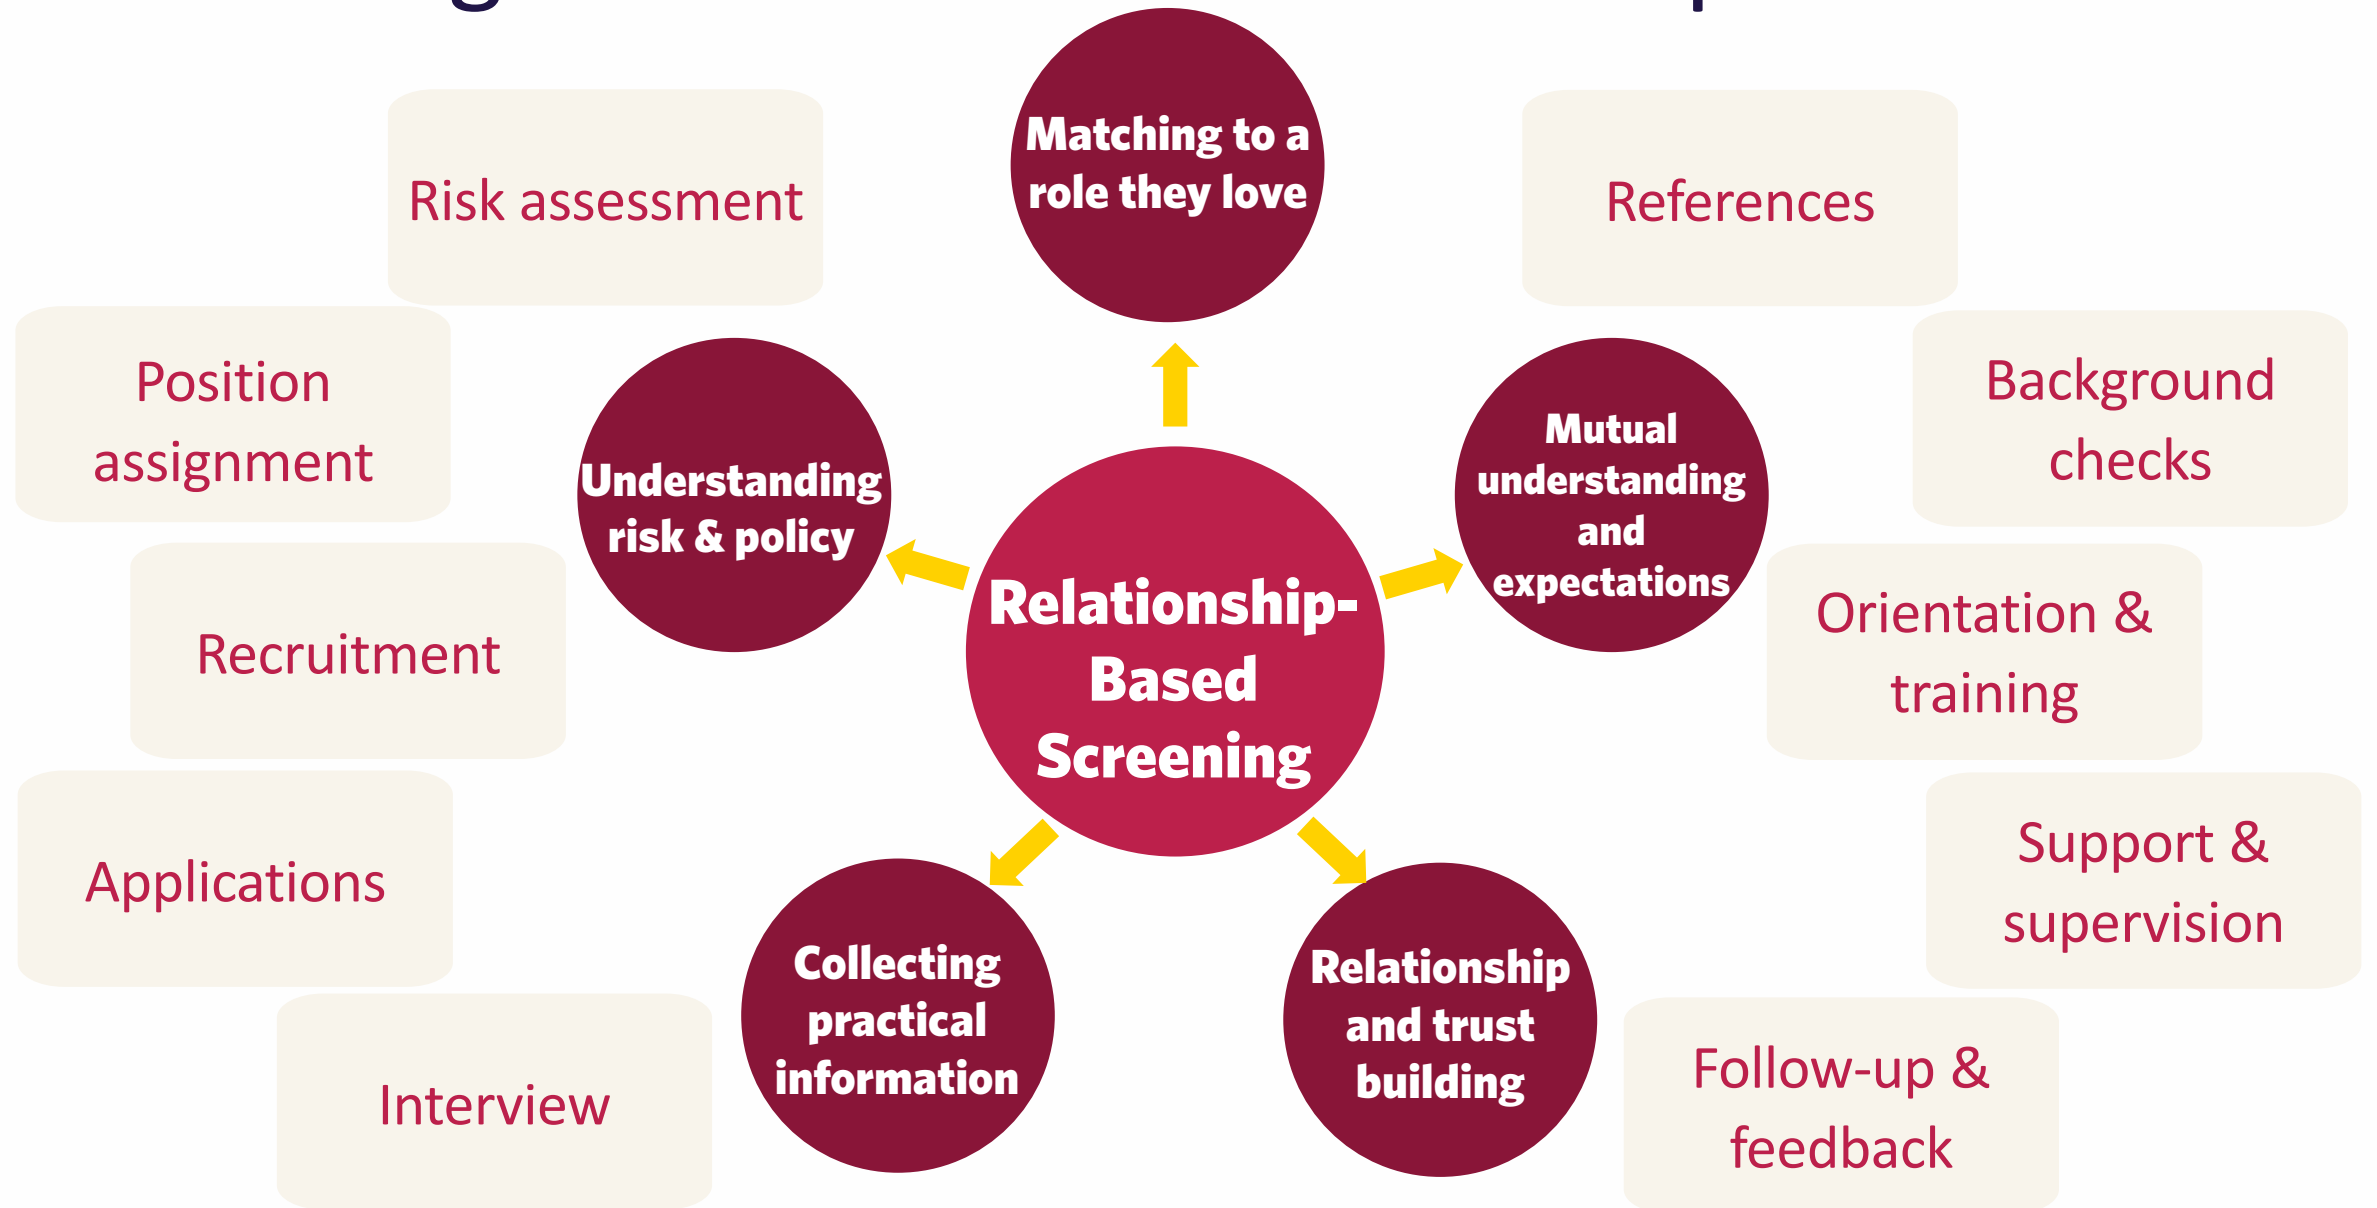 Matching to a
role they love
Risk assessment
References
Position
assignment
Background
checks
Understanding
risk & policy
Mutual
understanding
and
expectations
Relationship-
Based
Screening
Recruitment
Orientation &
training
Applications
Support &
supervision
Collecting
practical
information
Relationship
and trust
building
Interview
Follow-up &
feedback